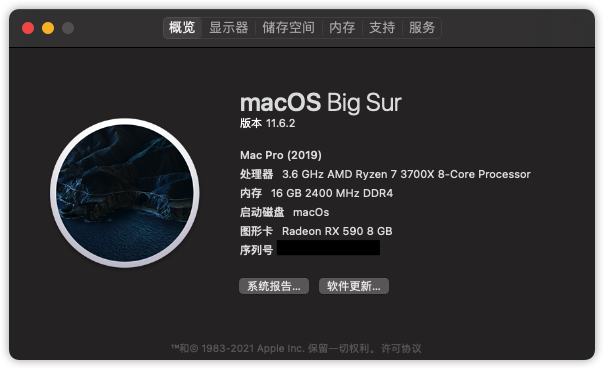 概览 显示器 储存空间 内存 支持 服务
macOS Big Sur
版本 11.6.2
Mac Pro (2019)
处理器 3.6 GHz AMD Ryzen 7 3700X 8-Core Processor
内存 16 GB 2400 MHz DDR4
启动磁盘 macOs
图形卡 Radeon RX 590 8 GB
序列号
系统报告... 软件更新...
™和© 1983-2021 Apple Inc. 保留一切权利。许可协议